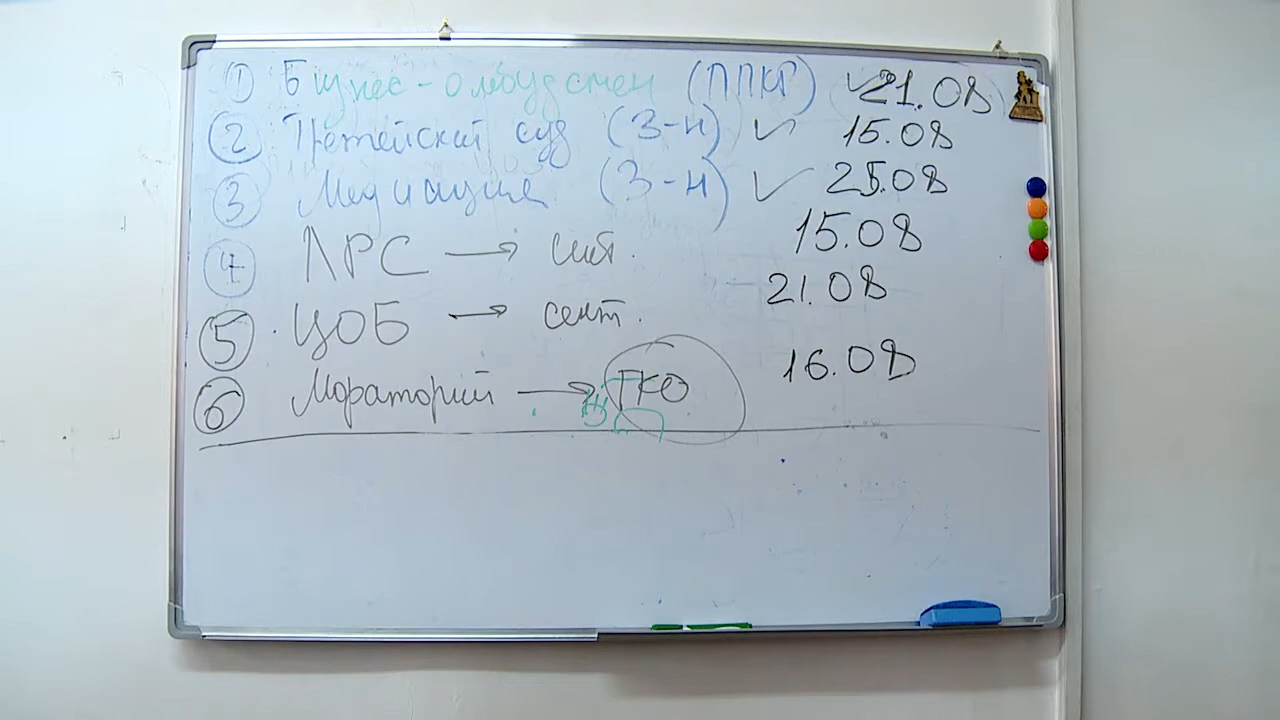 1 Бизнес-омбудсмен (ППКР) ✓ 21.08
2 Третейский суд (З-н) ✓ 15.08
3 Медиация (З-н) ✓ 25.08
4 АРС → сент. 15.08
5 ЦОБ → сент. 21.08
6 Мораторий → ГКО 16.08